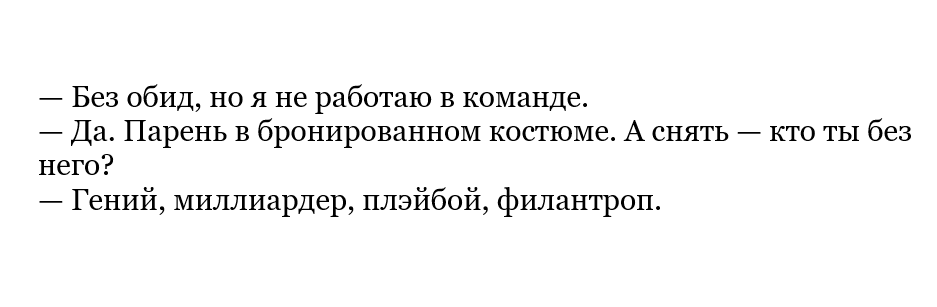 — Без обид, но я не работаю в команде.
— Да. Парень в бронированном костюме. А снять — кто ты без
него?
— Гений, миллиардер, плэйбой, филантроп.